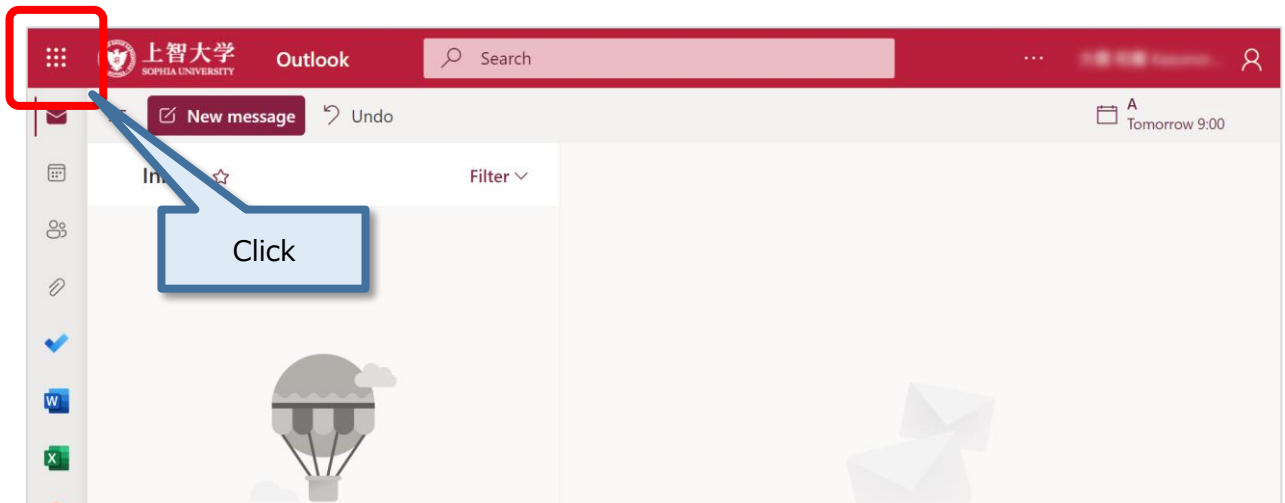 上智大学
SOPHIA UNIVERSITY
Outlook
Search
New message
Undo
A
Tomorrow 9:00
Filter
Click